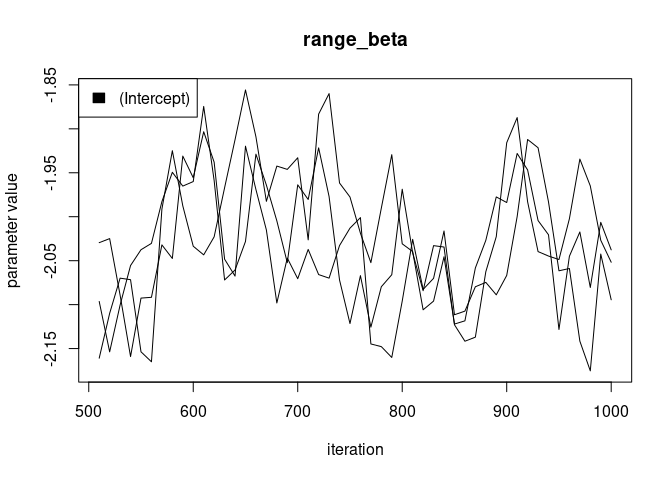 range_beta
(Intercept)
parameter value
-1.85
-1.95
-2.05
-2.15
500 600 700 800 900 1000
iteration